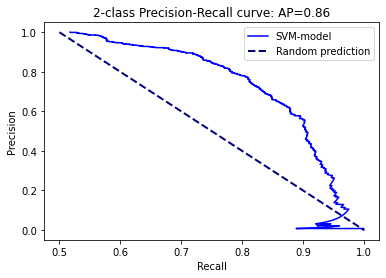 2-class Precision-Recall curve: AP=0.86
SVM-model
Random prediction
Precision
1.0
0.8
0.6
0.4
0.2
0.0
0.5 0.6 0.7 0.8 0.9 1.0
Recall